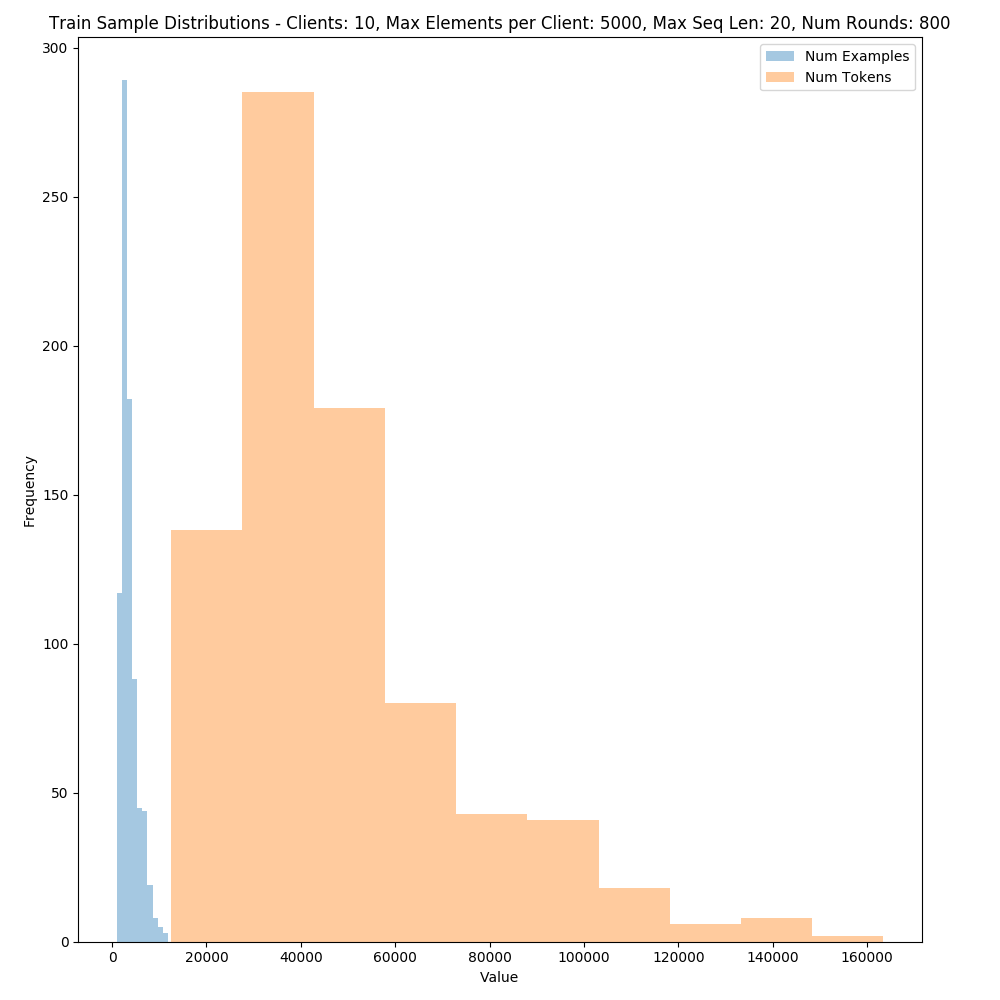 Train Sample Distributions - Clients: 10, Max Elements per Client: 5000, Max Seq Len: 20, Num Rounds: 800
Num Examples
Num Tokens
300
250
200
150
100
50
0
Frequency
0 20000 40000 60000 80000 100000 120000 140000 160000
Value